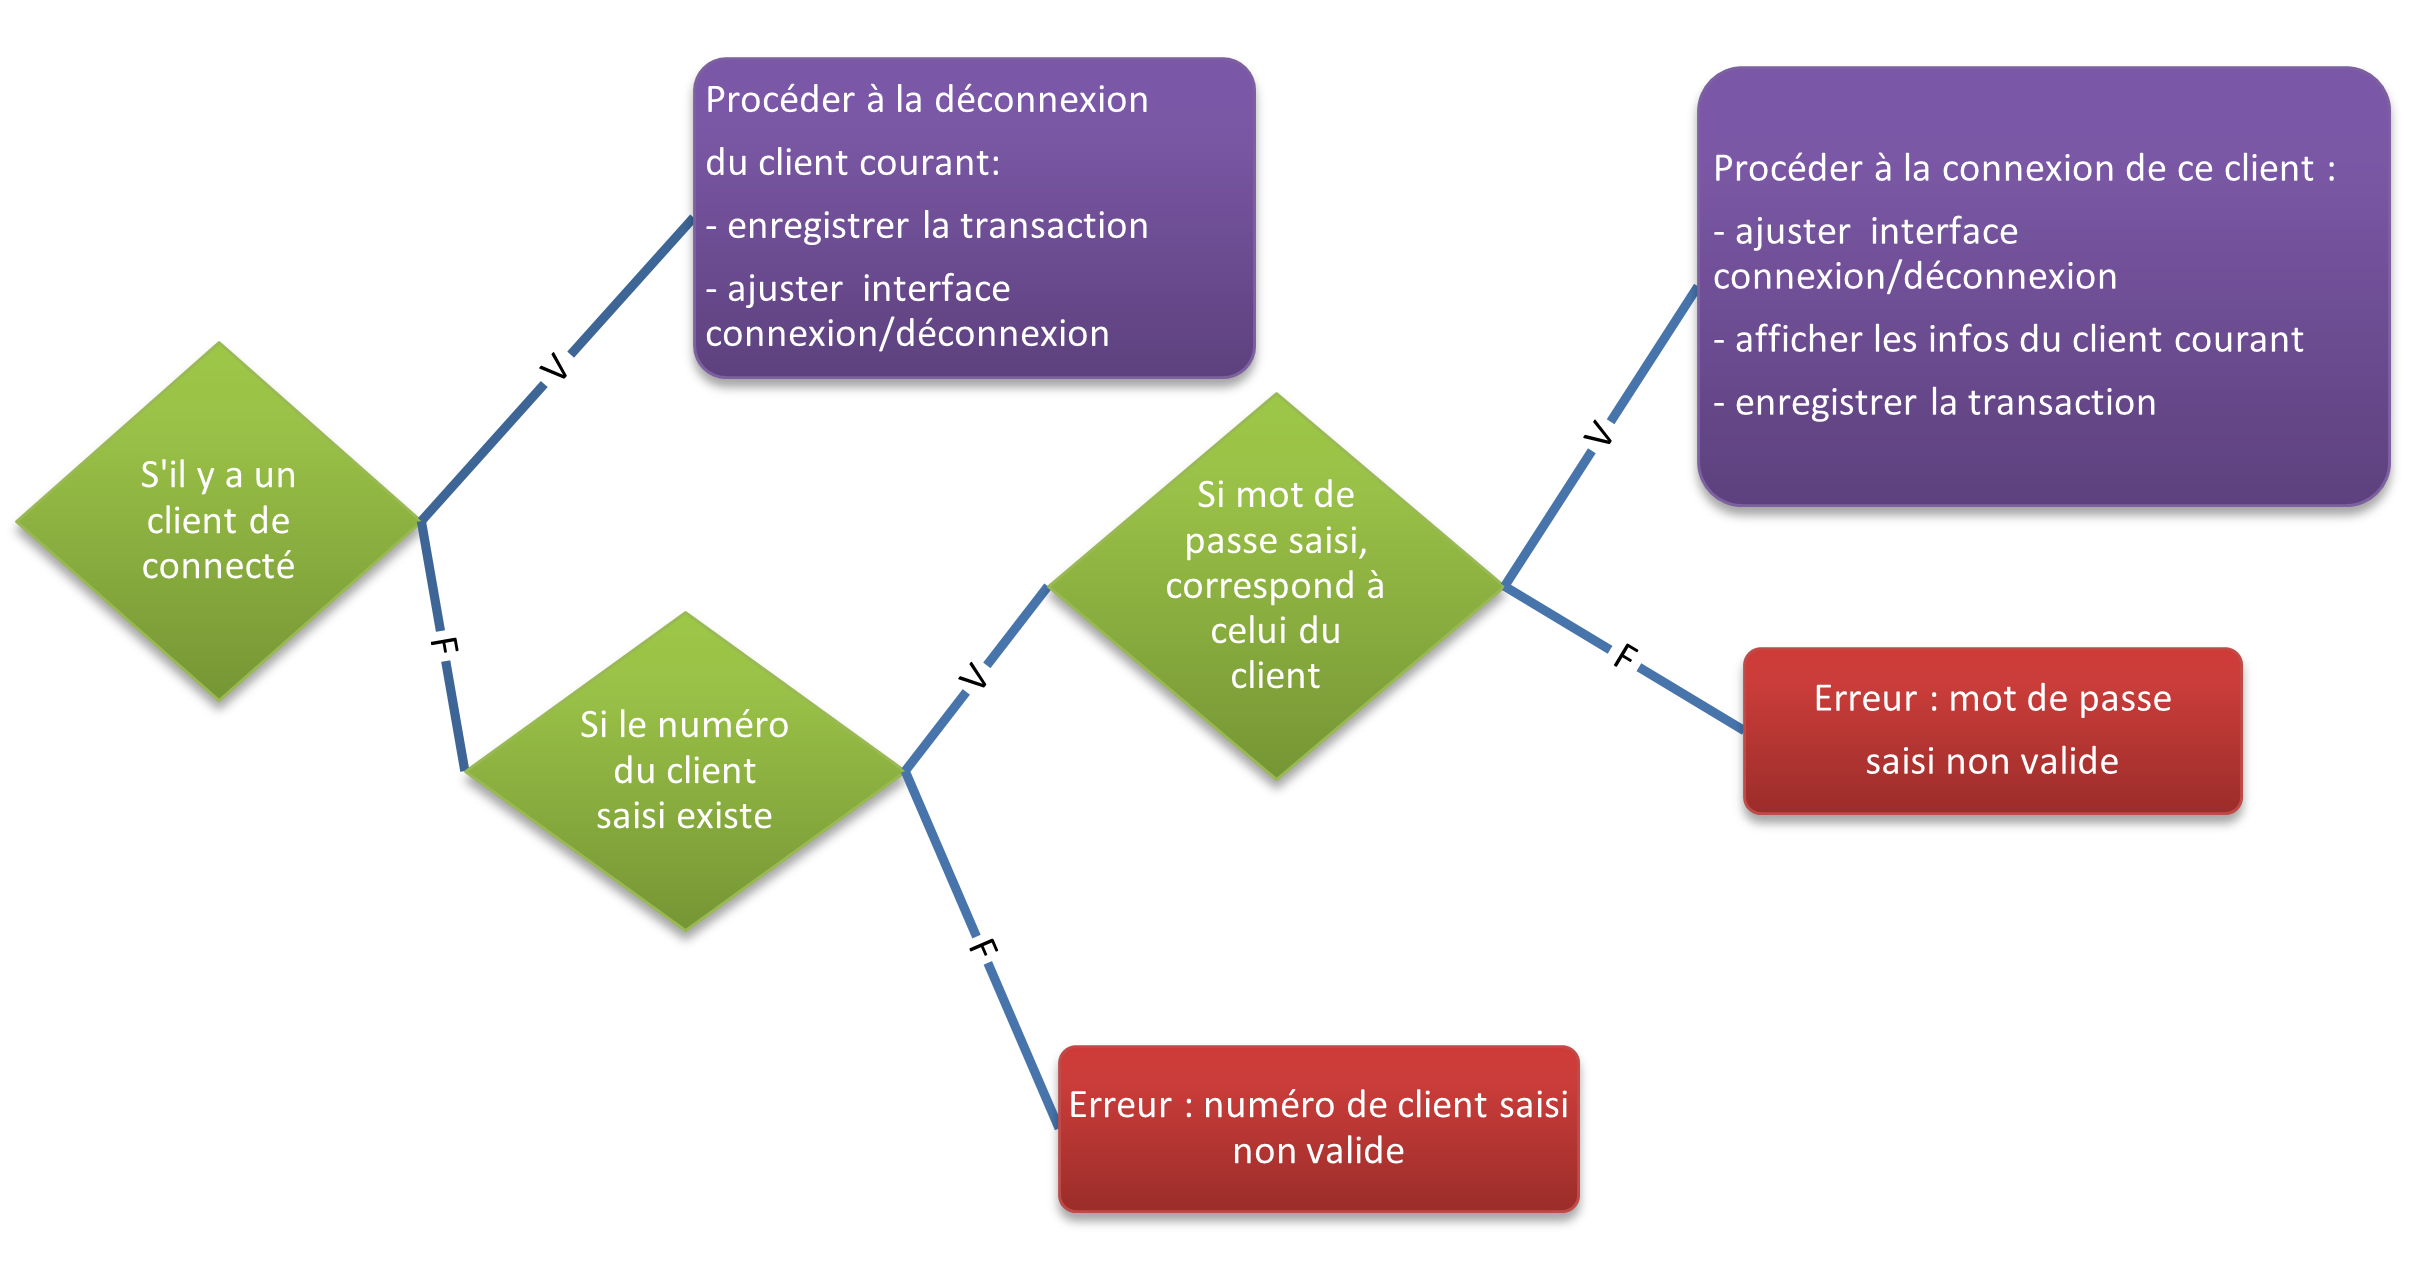 Procéder à la déconnexion
du client courant:
- enregistrer la transaction
- ajuster  interface
connexion/déconnexion
Procéder à la connexion de ce client :
- ajuster  interface
connexion/déconnexion
- afficher les infos du client courant
- enregistrer la transaction
V
S'il y a un
client de
connecté
V
Si mot de
passe saisi,
correspond à
celui du
client
F
F
V
Si le numéro
du client
saisi existe
Erreur : mot de passe
saisi non valide
F
Erreur : numéro de client saisi
non valide